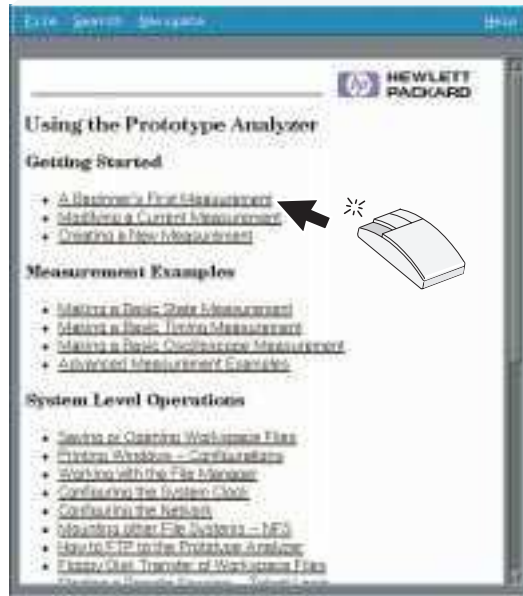 File Search Navigate Help
hp HEWLETT
PACKARD
Using the Prototype Analyzer
Getting Started
A Beginner's First Measurement
Modifying a Current Measurement
Creating a New Measurement
Measurement Examples
Making a Basic State Measurement
Making a Basic Timing Measurement
Making a Basic Oscilloscope Measurement
Advanced Measurement Examples
System Level Operations
Saving or Opening Workspace Files
Printing Windows - Configurations
Working with the File Manager
Configuring the System Clock
Configuring the Network
Mounting other File Systems - NFS
How to FTP to the Prototype Analyzer
Floppy Disk Transfer of Workspace Files